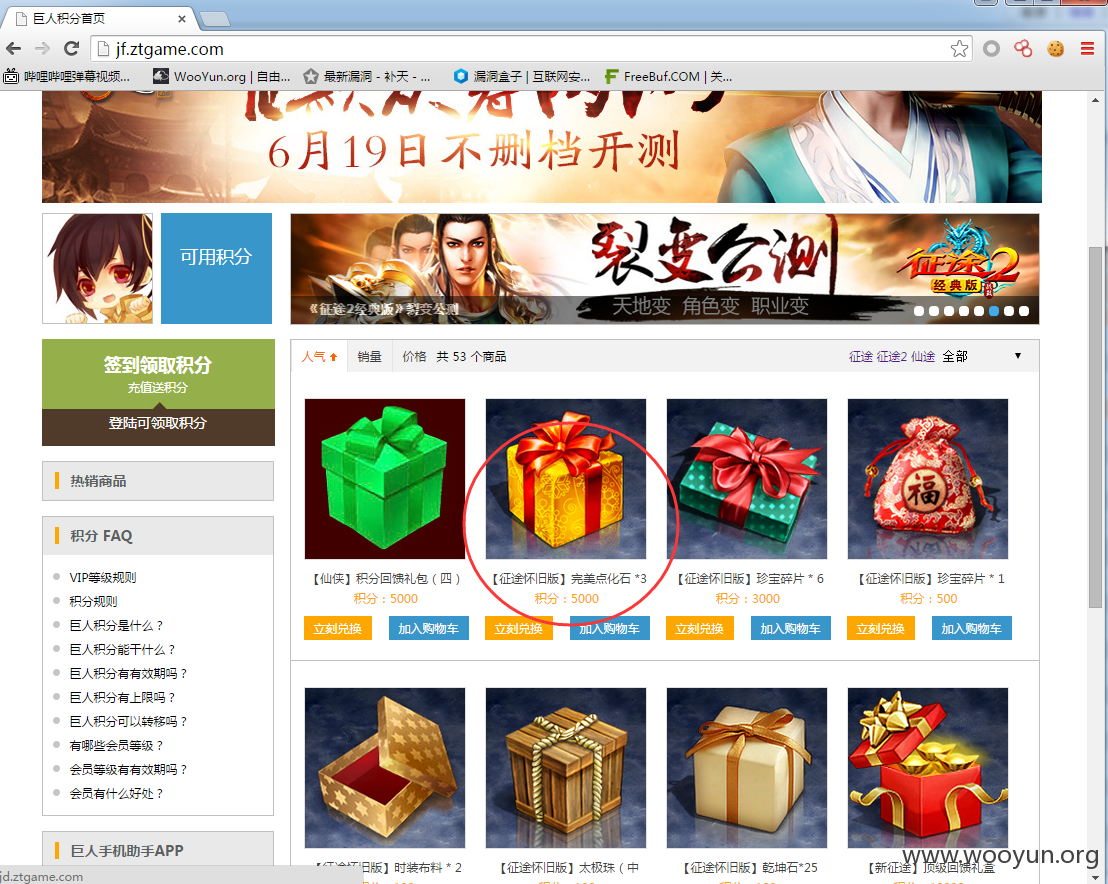 巨人积分首页
jf.ztgame.com
哔哩哔哩弹幕视频... WooYun.org | 自由... 最新漏洞 - 补天 - ... 漏洞盒子 | 互联网安... FreeBuf.COM | 关...
6月19日不删档开测
可用积分
裂变公测
征途2
经典版
《征途2经典版》裂变公测
天地变 角色变 职业变
签到领取积分
充值送积分
登陆可领取积分
人气 销量 价格 共 53 个商品 征途 征途2 仙途 全部
热销商品
积分 FAQ
VIP等级规则
积分规则
巨人积分是什么？
巨人积分能干什么？
巨人积分有有效期吗？
巨人积分有上限吗？
巨人积分可以转移吗？
有哪些会员等级？
会员等级有有效期吗？
会员有什么好处？
巨人手机助手APP
福
【仙侠】积分回馈礼包（四） 【征途怀旧版】完美点化石 *3 【征途怀旧版】珍宝碎片 * 6 【征途怀旧版】珍宝碎片 * 1
积分：5000 积分：5000 积分：3000 积分：500
立刻兑换 加入购物车 立刻兑换 加入购物车 立刻兑换 加入购物车 立刻兑换 加入购物车
【征途怀旧版】时装布料 * 2 【征途怀旧版】太极珠（中 【征途怀旧版】乾坤石*25 【新征途】顶级回馈礼盒
www.wooyun.org
jd.ztgame.com